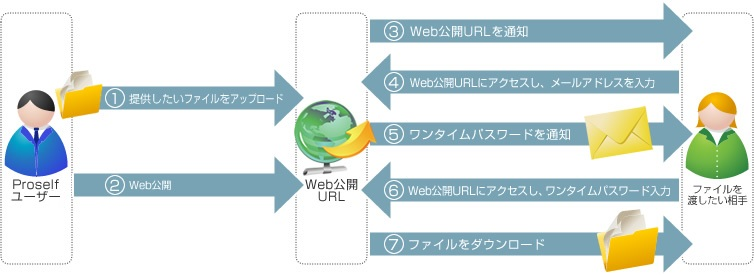 ③ Web公開URLを通知
④ Web公開URLにアクセスし、メールアドレスを入力
① 提供したいファイルをアップロード
⑤ ワンタイムパスワードを通知
② Web公開
⑥ Web公開URLにアクセスし、ワンタイムパスワード入力
⑦ ファイルをダウンロード
Proself
ユーザー
Web公開
URL
ファイルを
渡したい相手